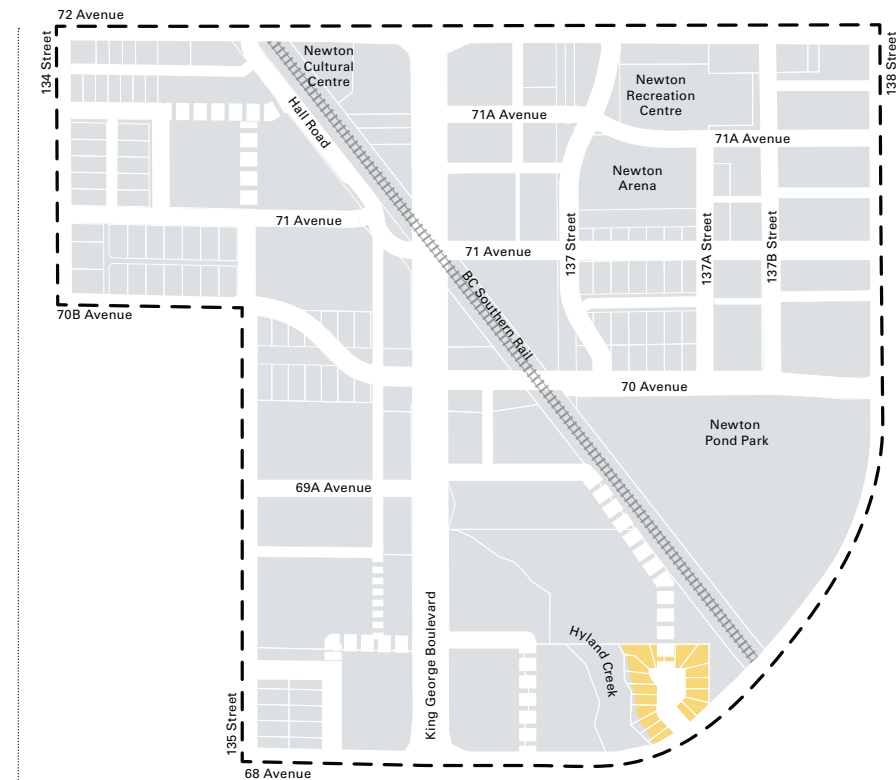 72 Avenue
134 Street
138 Street
Newton
Cultural
Centre
Hall Road
Newton
Recreation
Centre
71A Avenue
71A Avenue
Newton
Arena
71 Avenue
71 Avenue
137 Street
137A Street
137B Street
BC Southern Rail
70B Avenue
70 Avenue
Newton
Pond Park
69A Avenue
King George Boulevard
Hyland Creek
135 Street
68 Avenue